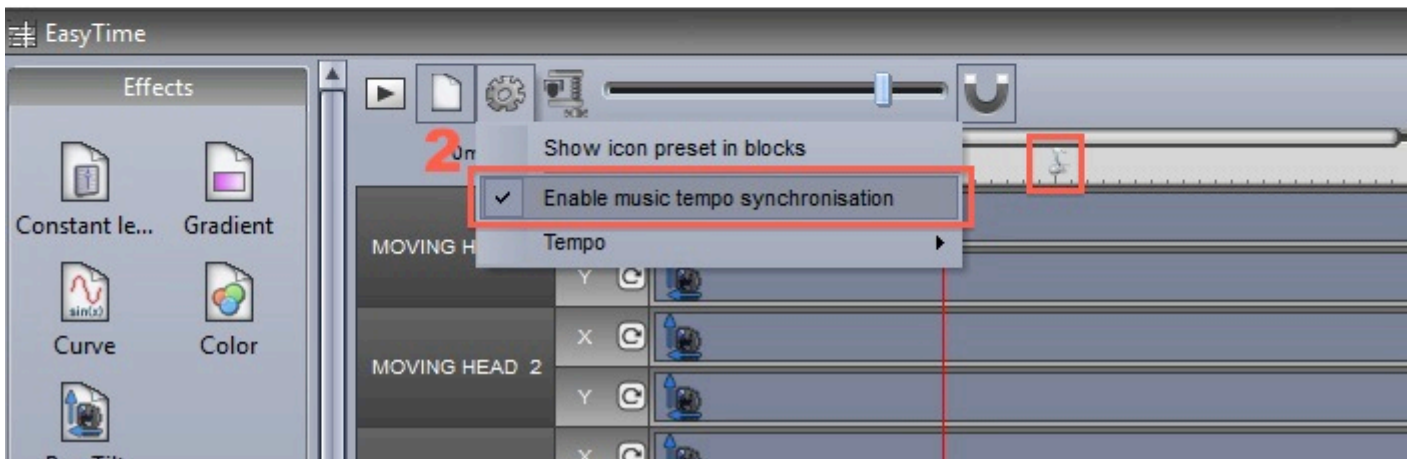 EasyTime
Effects
Constant le...
Gradient
sin(x)
Curve
Color
2
Show icon preset in blocks
Enable music tempo synchronisation
Tempo
MOVING H
Y
MOVING HEAD 2
X
Y
X